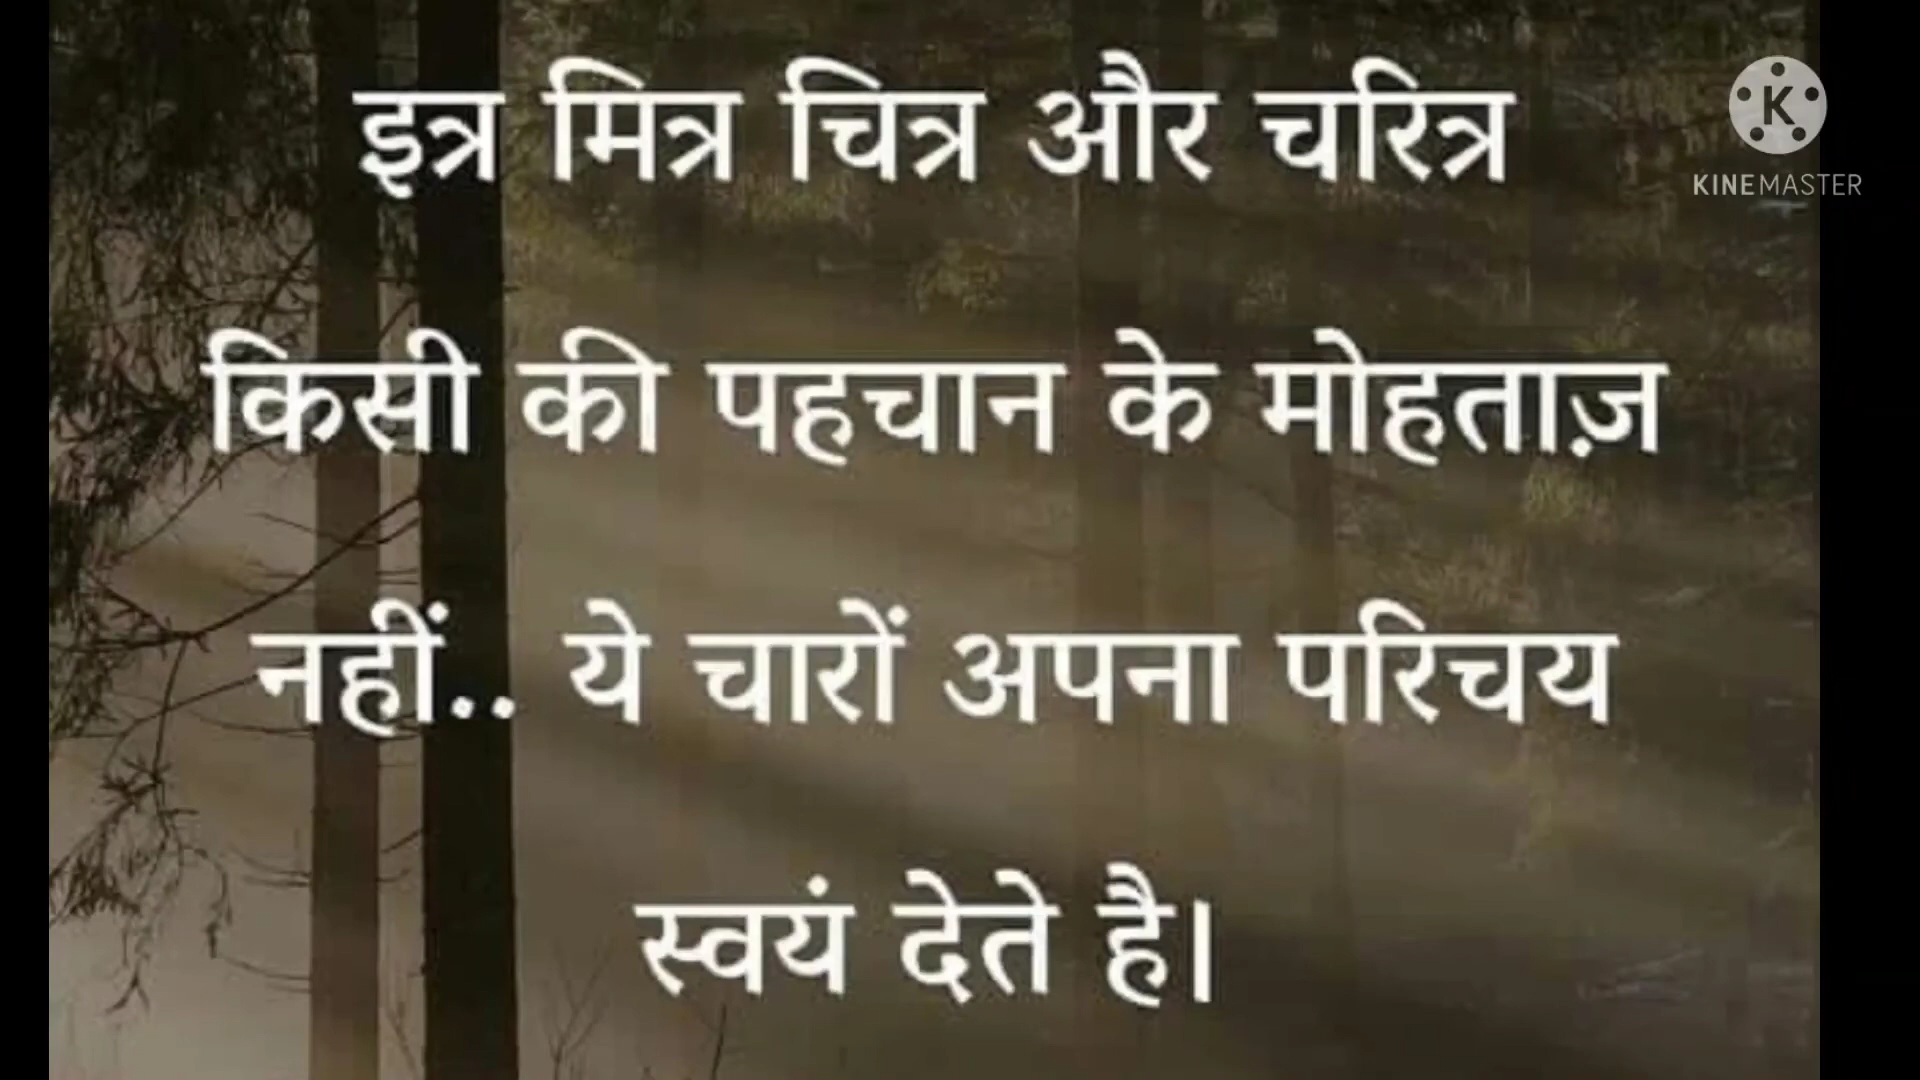 इत्र मित्र चित्र और चरित्र
किसी की पहचान के मोहताज़
नहीं.. ये चारों अपना परिचय
स्वयं देते है।
K
KINEMASTER